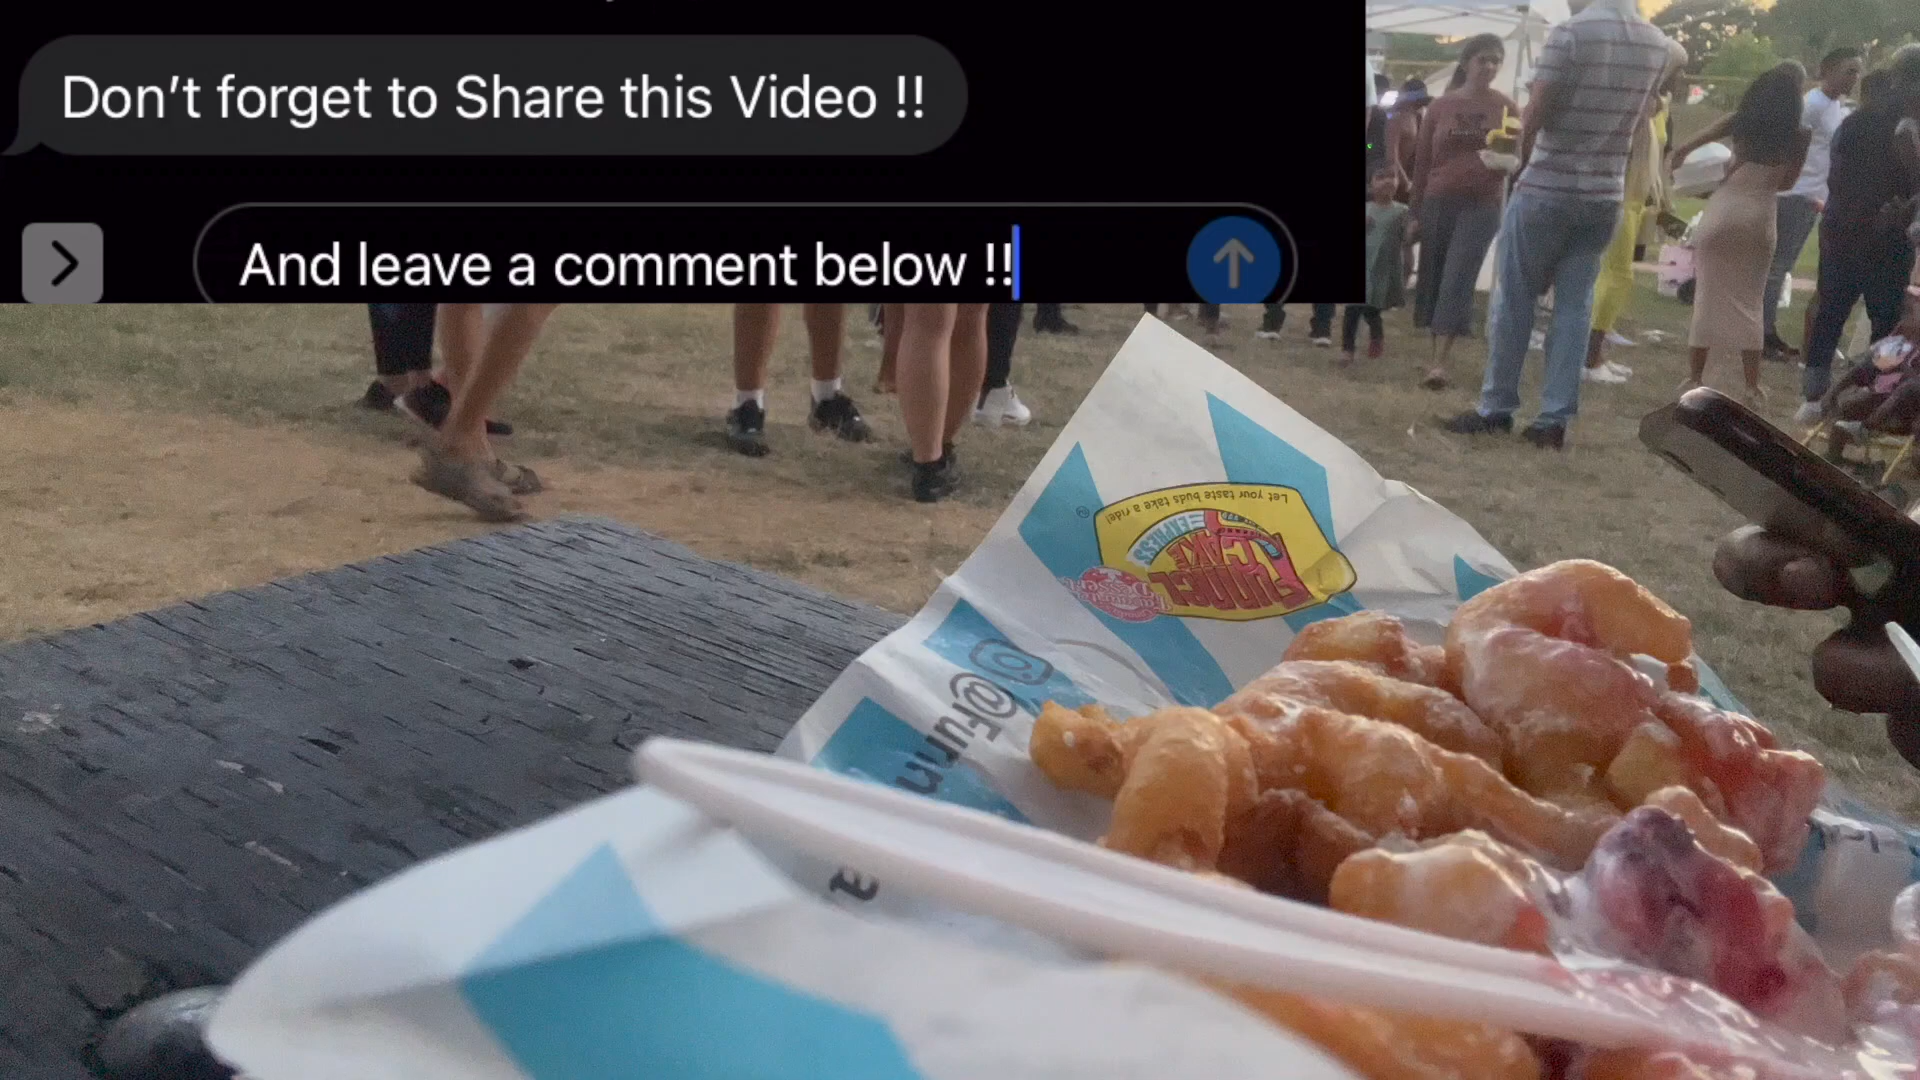 Don't forget to Share this Video !!
And leave a comment below !!
Let your taste buds take a ride!
FUNNEL
CAKE
EXPRESS
@Funn
a